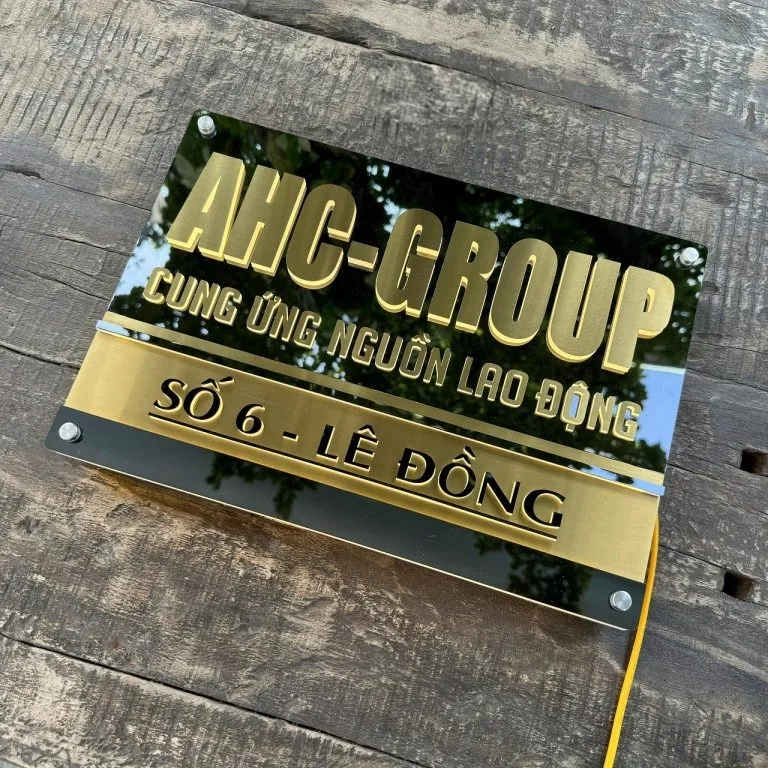 AHC-GROUP
CUNG ỨNG NGUỒN LAO ĐỘNG
SỐ 6 - LÊ ĐỒNG